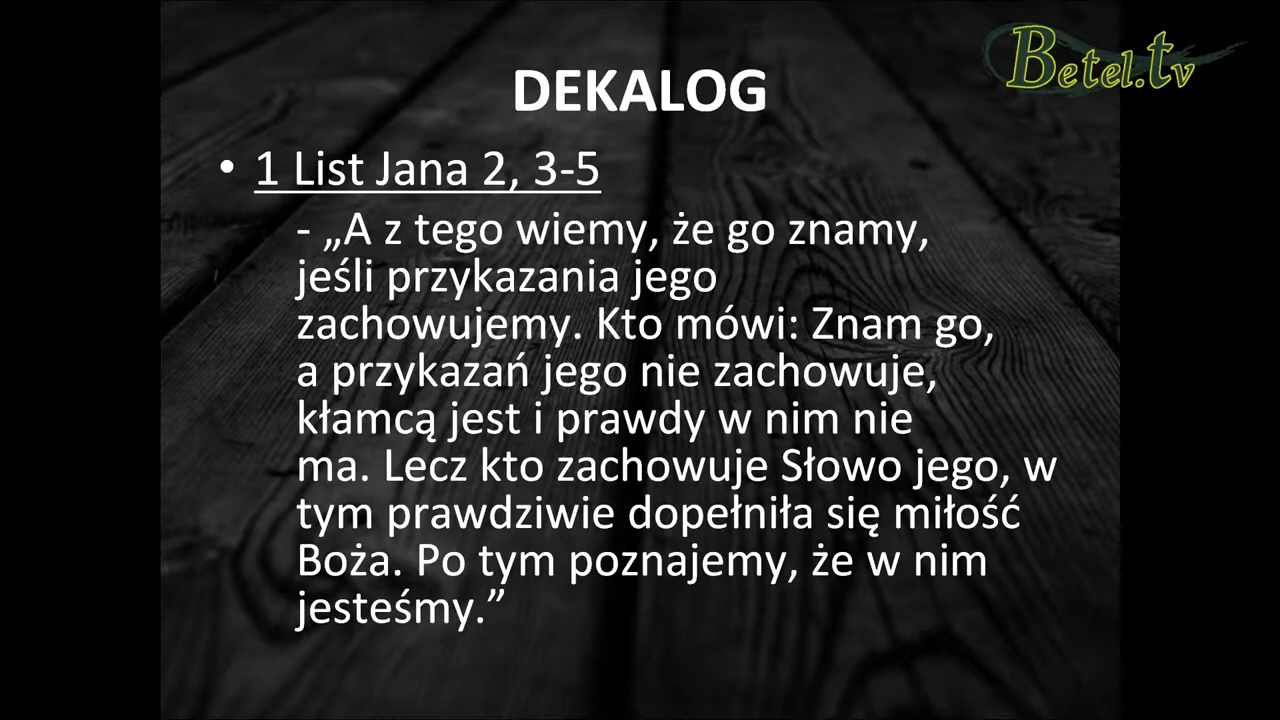 Betel.tv
DEKALOG
• 1 List Jana 2, 3-5
- „A z tego wiemy, że go znamy,
jeśli przykazania jego
zachowujemy. Kto mówi: Znam go,
a przykazań jego nie zachowuje,
kłamcą jest i prawdy w nim nie
ma. Lecz kto zachowuje Słowo jego, w
tym prawdziwie dopełniła się miłość
Boża. Po tym poznajemy, że w nim
jesteśmy.”